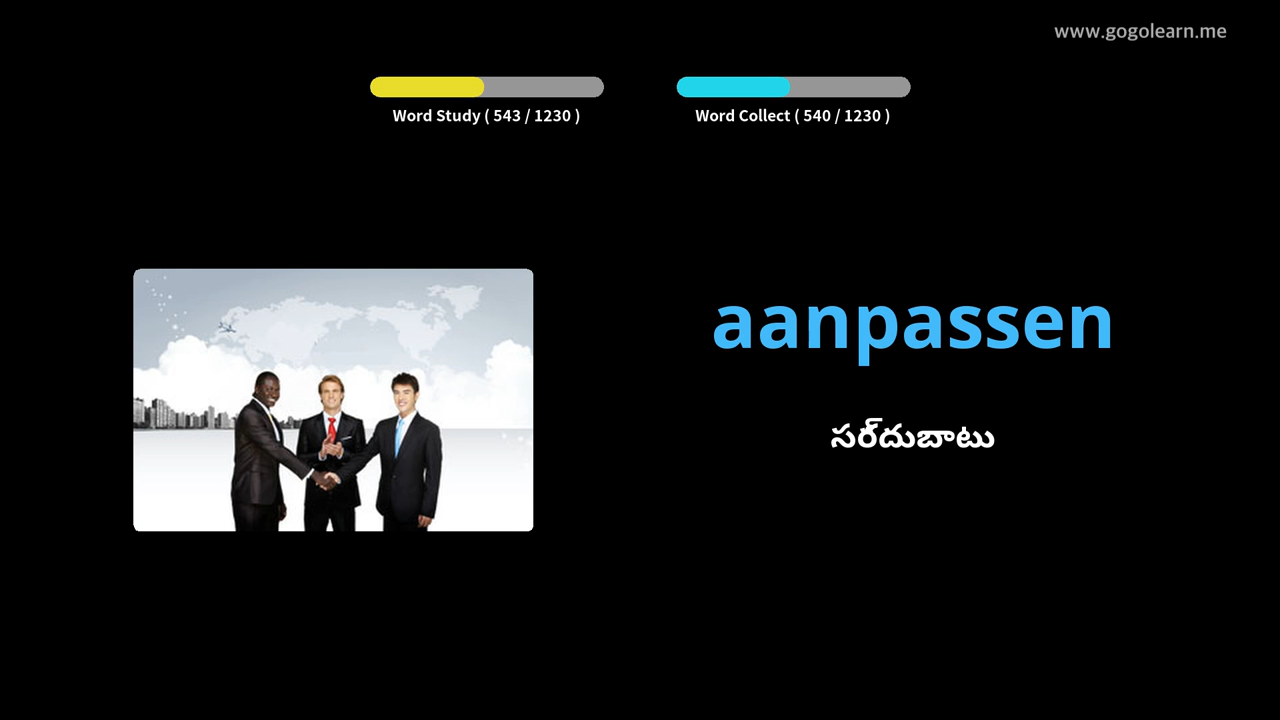 www.gogolearn.me
Word Study ( 543 / 1230 )
Word Collect ( 540 / 1230 )
aanpassen
సర్‌దుబాటు